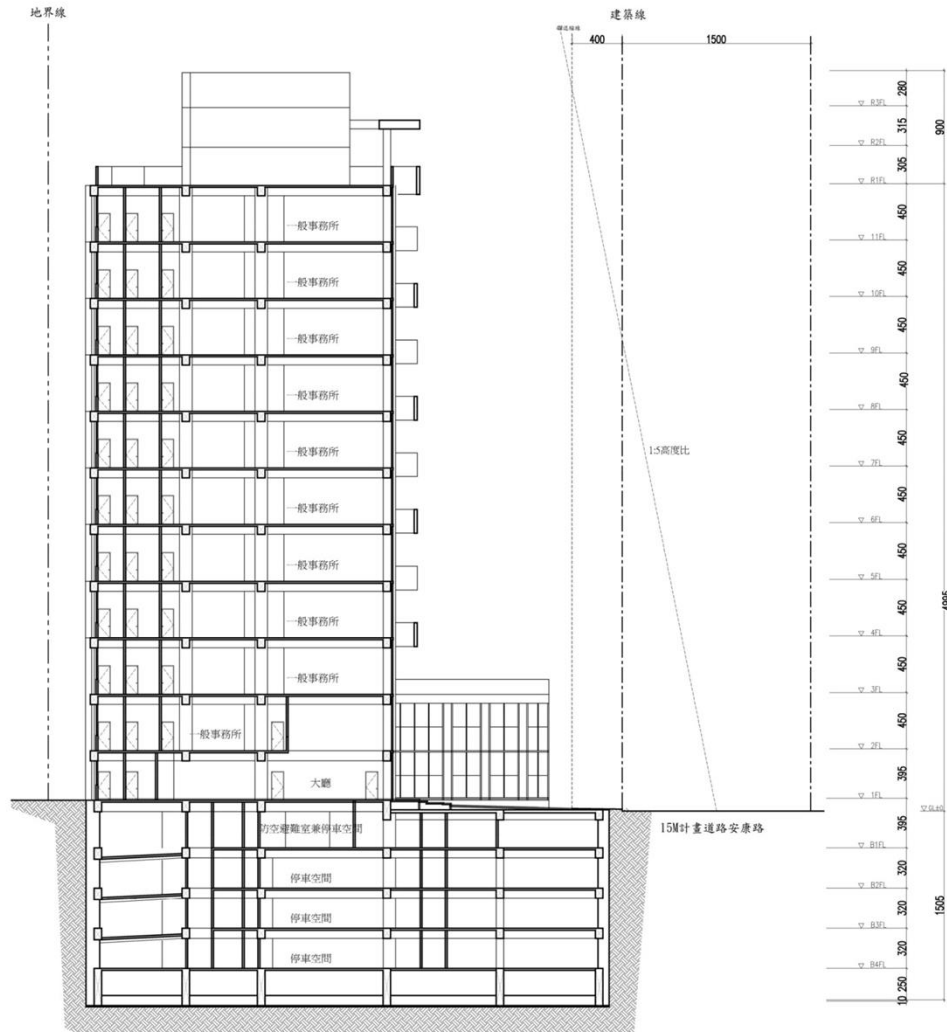 地界線
建築線
400
1500
280
R3FL
315
900
R2FL
305
R1FL
450
一般事務所
11FL
450
一般事務所
10FL
450
一般事務所
9FL
450
一般事務所
8FL
450
一般事務所
7FL
1:5高度比
450
一般事務所
6FL
450
一般事務所
5FL
450
一般事務所
4FL
450
一般事務所
3FL
450
一般事務所
2FL
395
大廳
1FL
15M計畫道路安康路
395
防空避難室兼停車空間
B1FL
320
停車空間
B2FL
320
1505
停車空間
B3FL
320
停車空間
B4FL
250
10